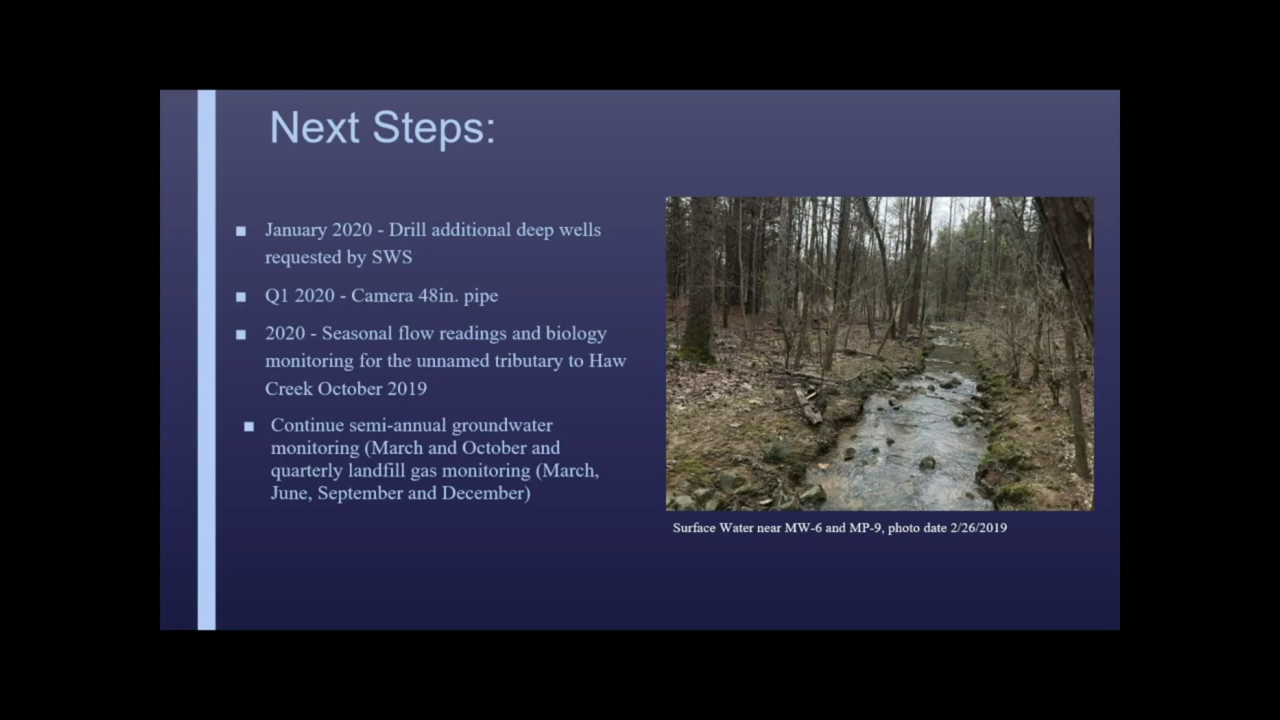 Next Steps:
■ January 2020 - Drill additional deep wells
requested by SWS
■ Q1 2020 - Camera 48in. pipe
■ 2020 - Seasonal flow readings and biology
monitoring for the unnamed tributary to Haw
Creek October 2019
■ Continue semi-annual groundwater
monitoring (March and October and
quarterly landfill gas monitoring (March,
June, September and December)
Surface Water near MW-6 and MP-9, photo date 2/26/2019